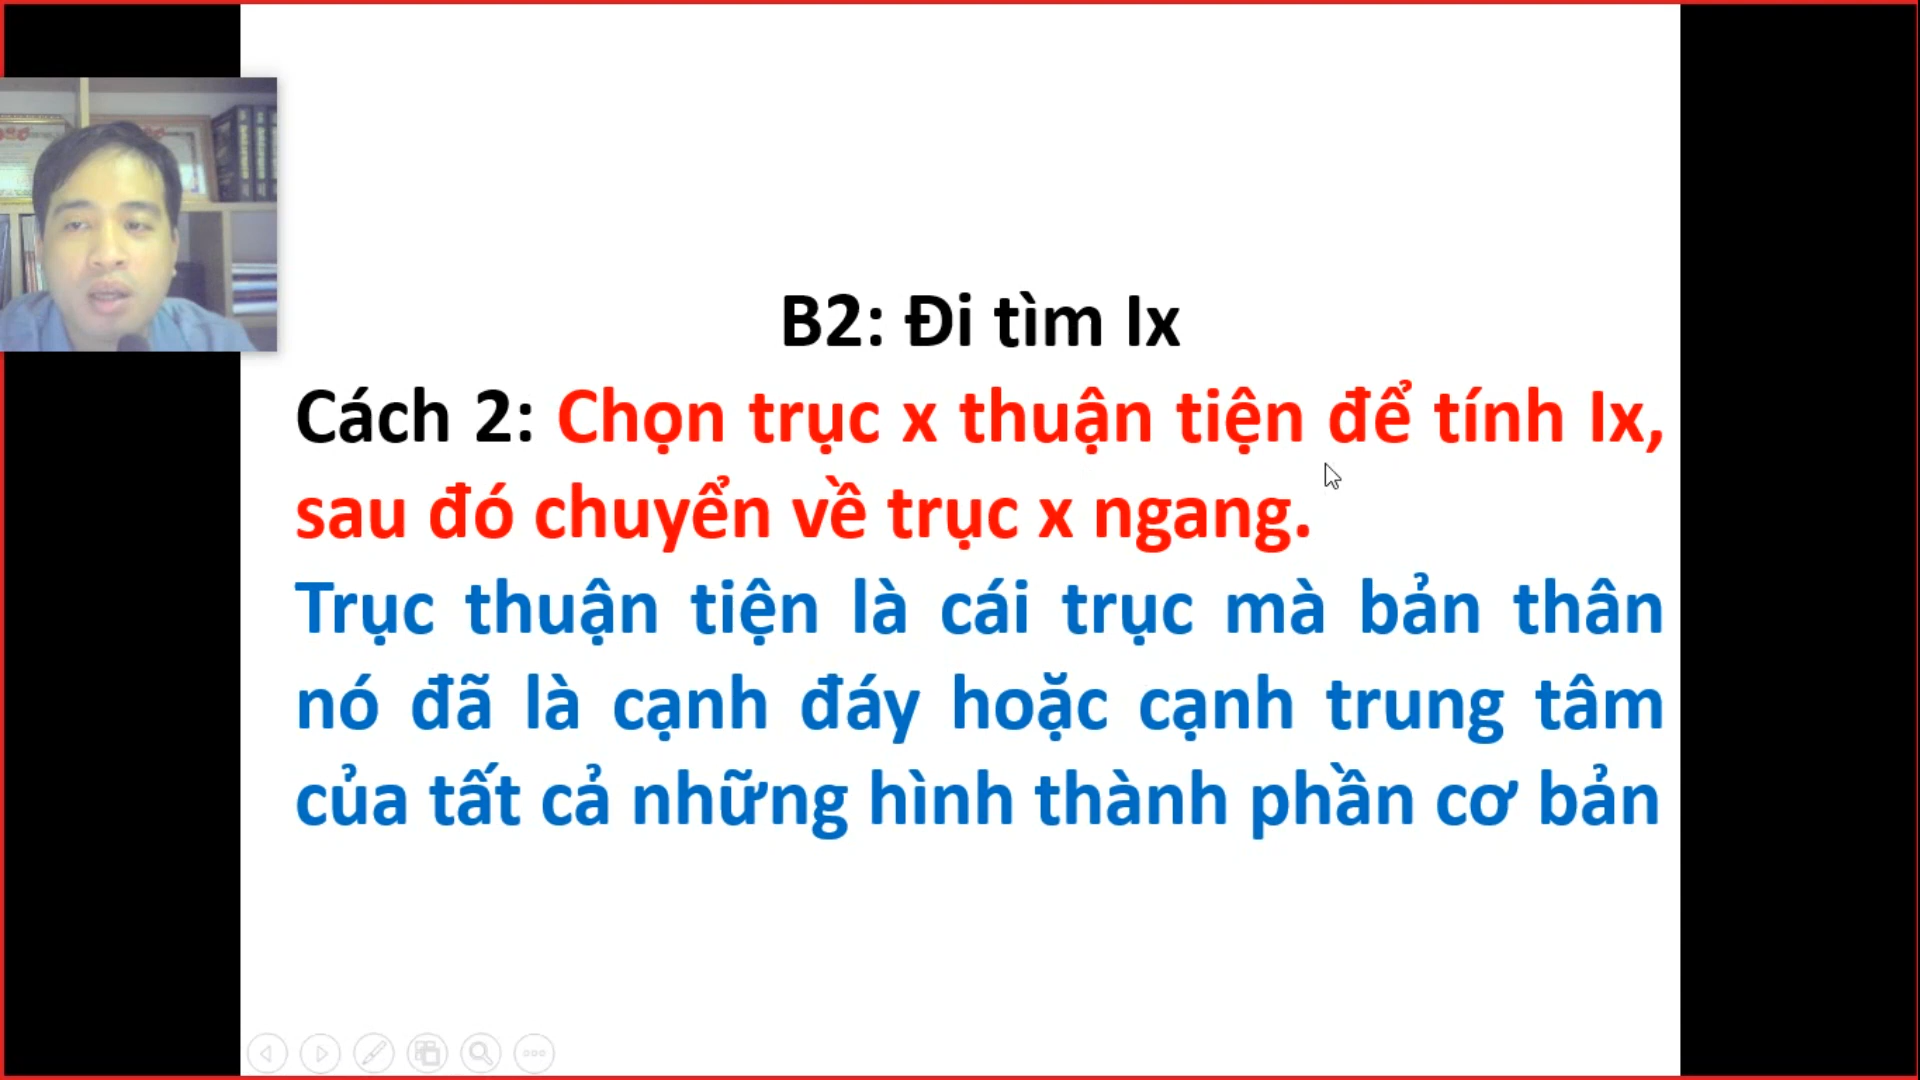 B2: Đi tìm Ix
Cách 2: Chọn trục x thuận tiện để tính Ix,
sau đó chuyển về trục x ngang.
Trục thuận tiện là cái trục mà bản thân
nó đã là cạnh đáy hoặc cạnh trung tâm
của tất cả những hình thành phần cơ bản